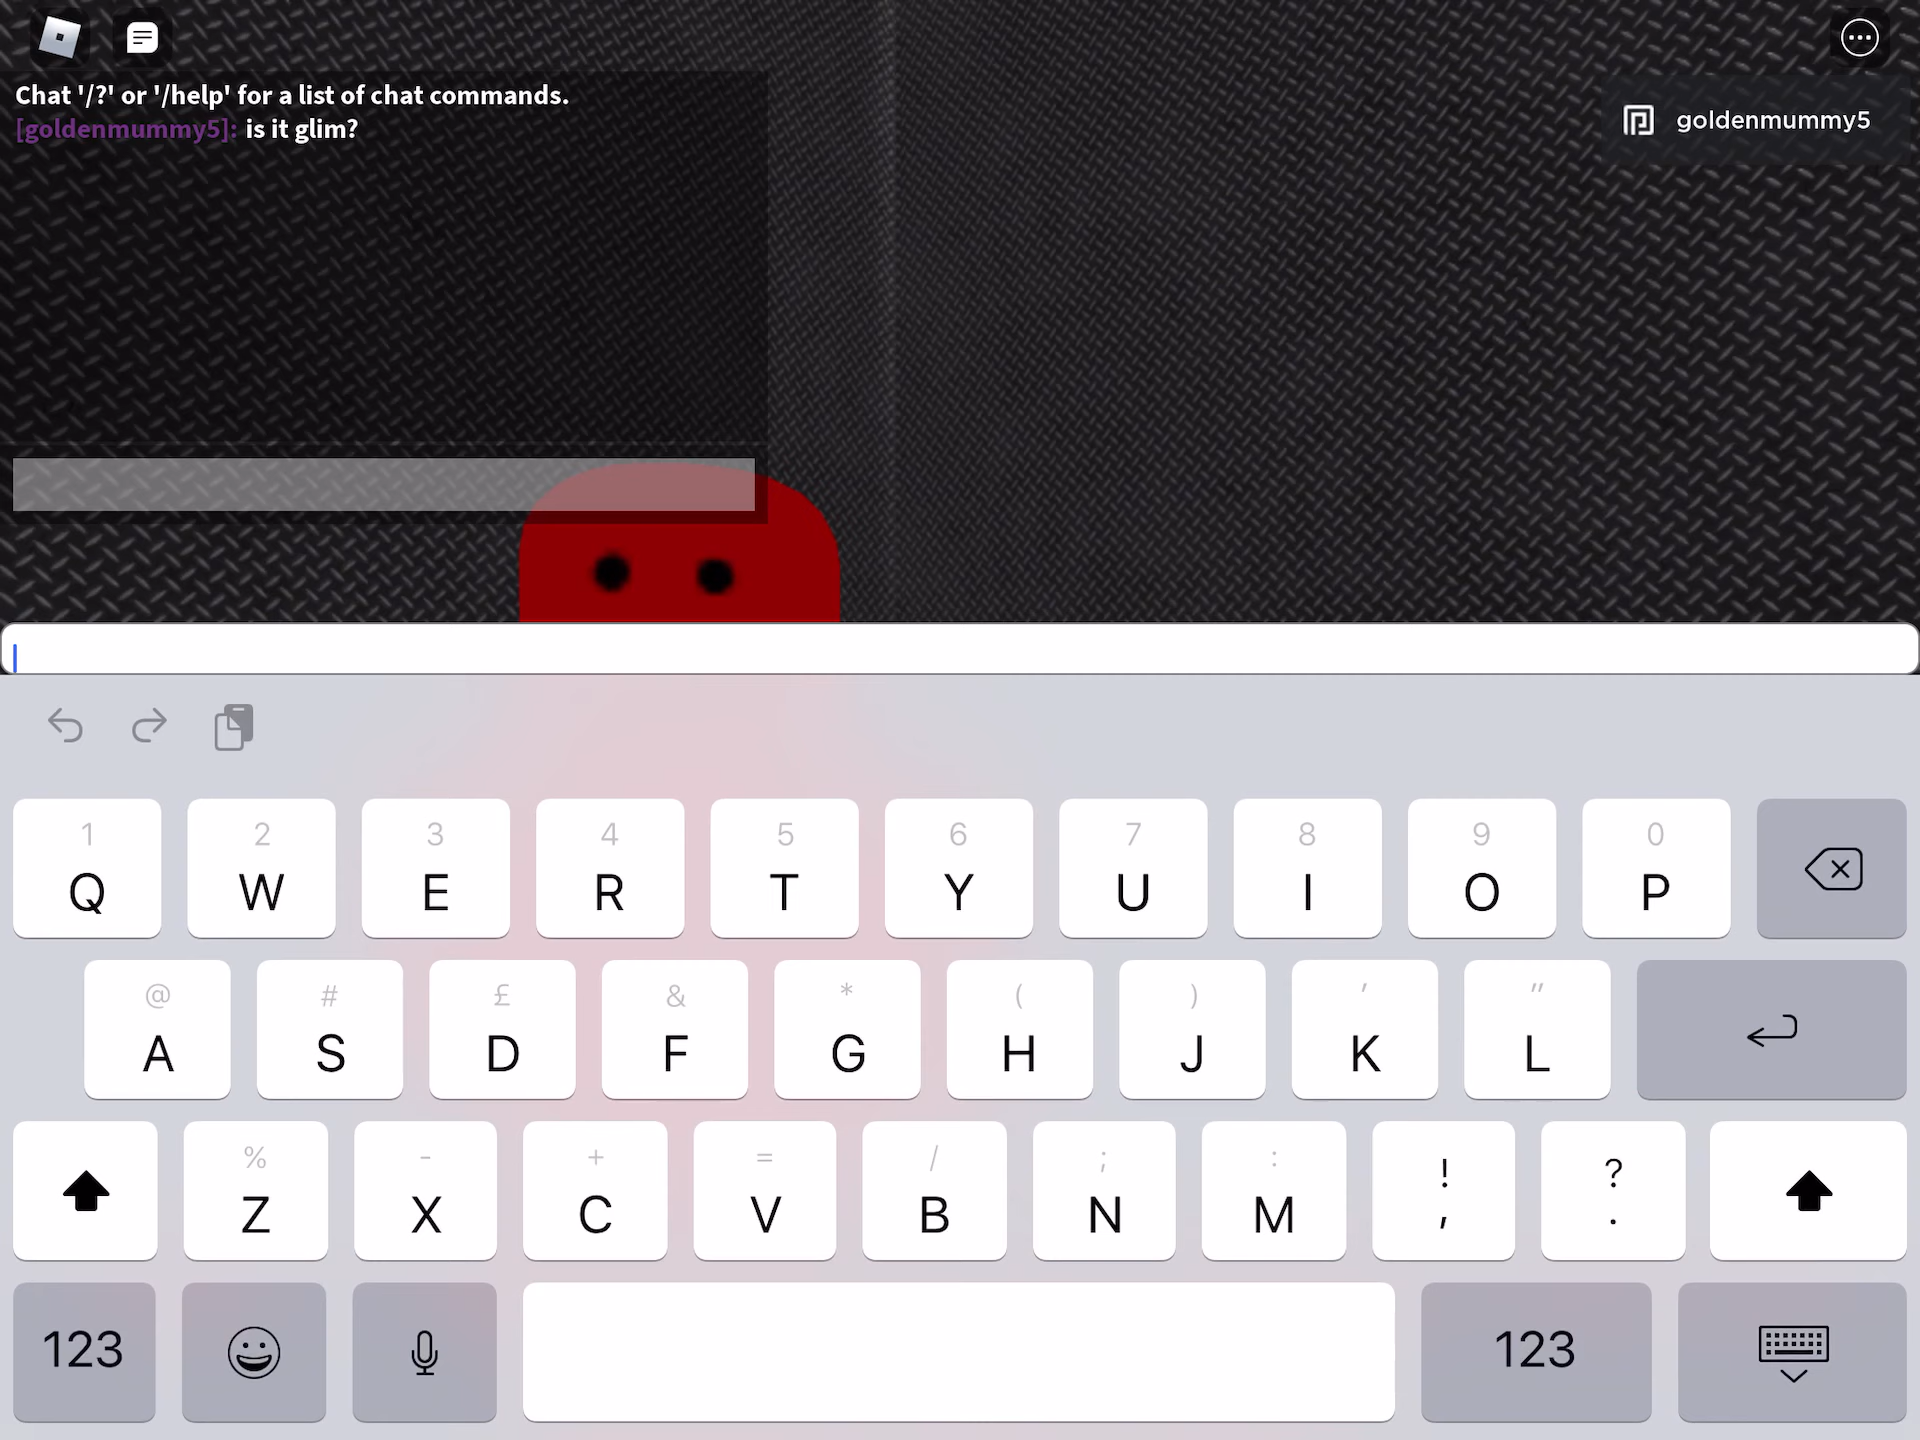 Chat '/?' or '/help' for a list of chat commands.
[goldenmummy5]: is it glim?
goldenmummy5
1 2 3 4 5 6 7 8 9 0
Q W E R T Y U I O P
@ # £ & * ( ) ' "
A S D F G H J K L
% - + = / ; : ! ?
Z X C V B N M , .
123 123